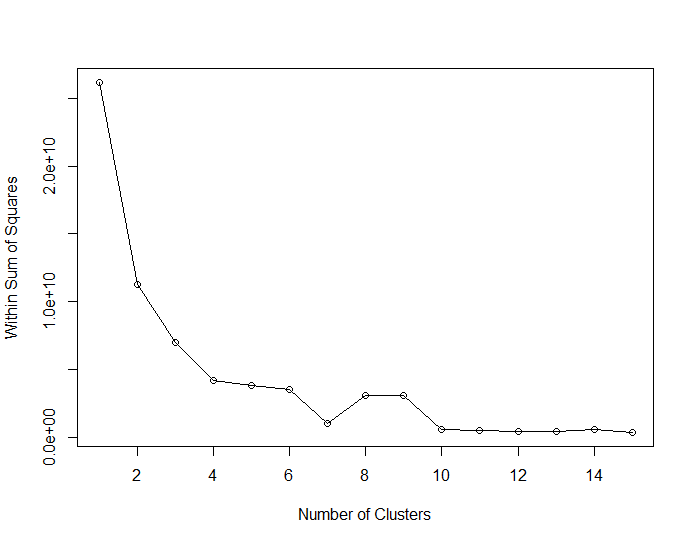 Within Sum of Squares
0.0e+00 1.0e+10 2.0e+10
2 4 6 8 10 12 14
Number of Clusters